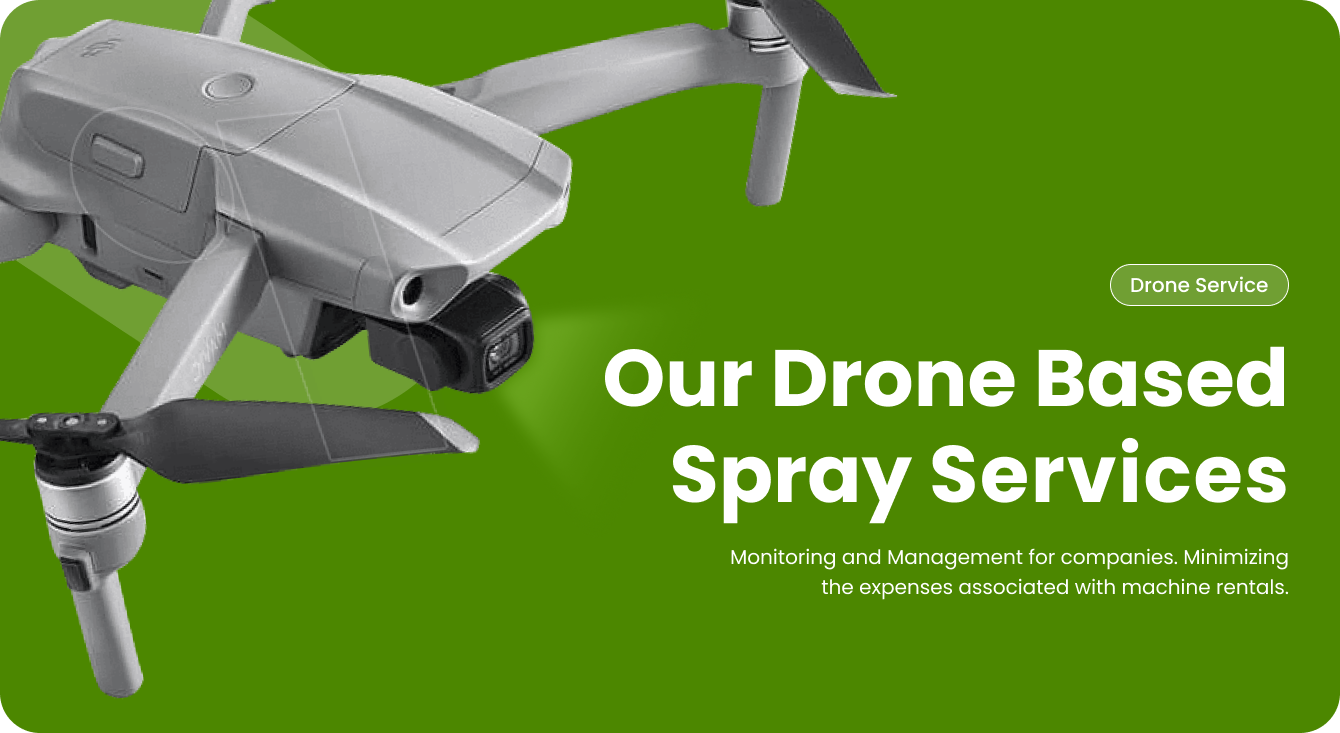 Drone Service
Our Drone Based
Spray Services
Monitoring and Management for companies. Minimizing
the expenses associated with machine rentals.